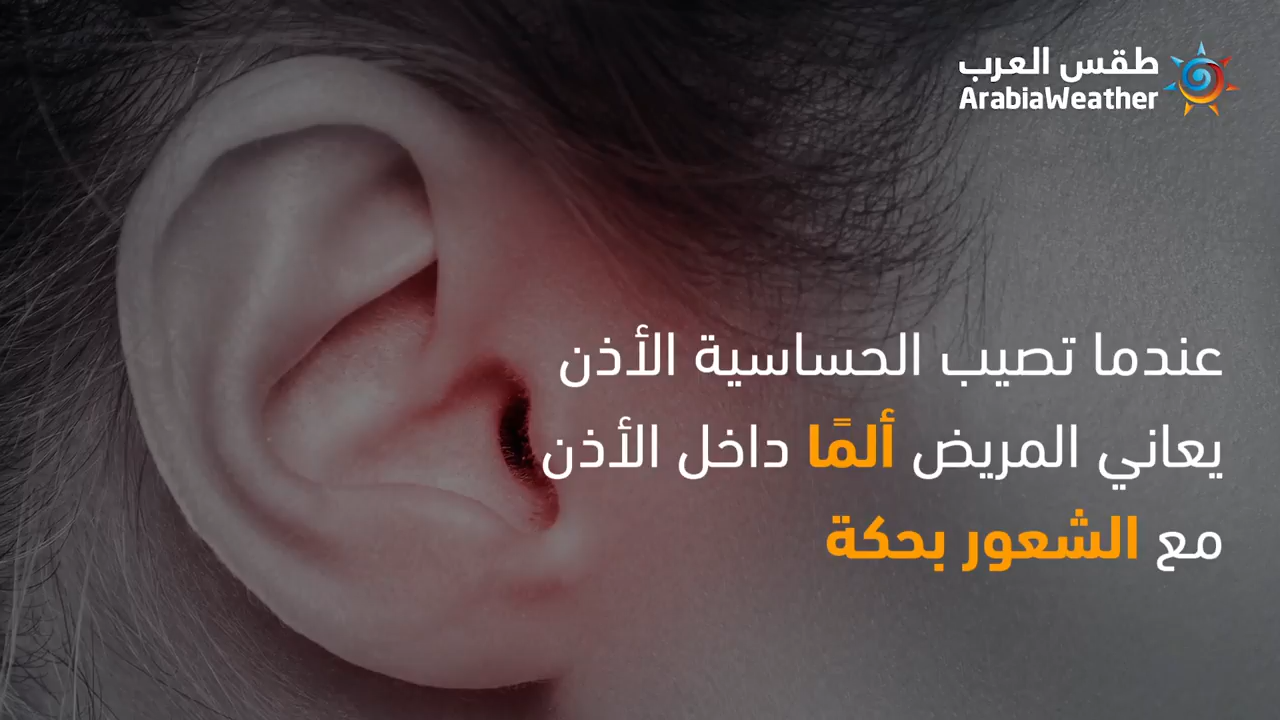 طقس العرب
ArabiaWeather
عندما تصيب الحساسية الأذن
يعاني المريض ألمًا داخل الأذن
مع الشعور بحكة